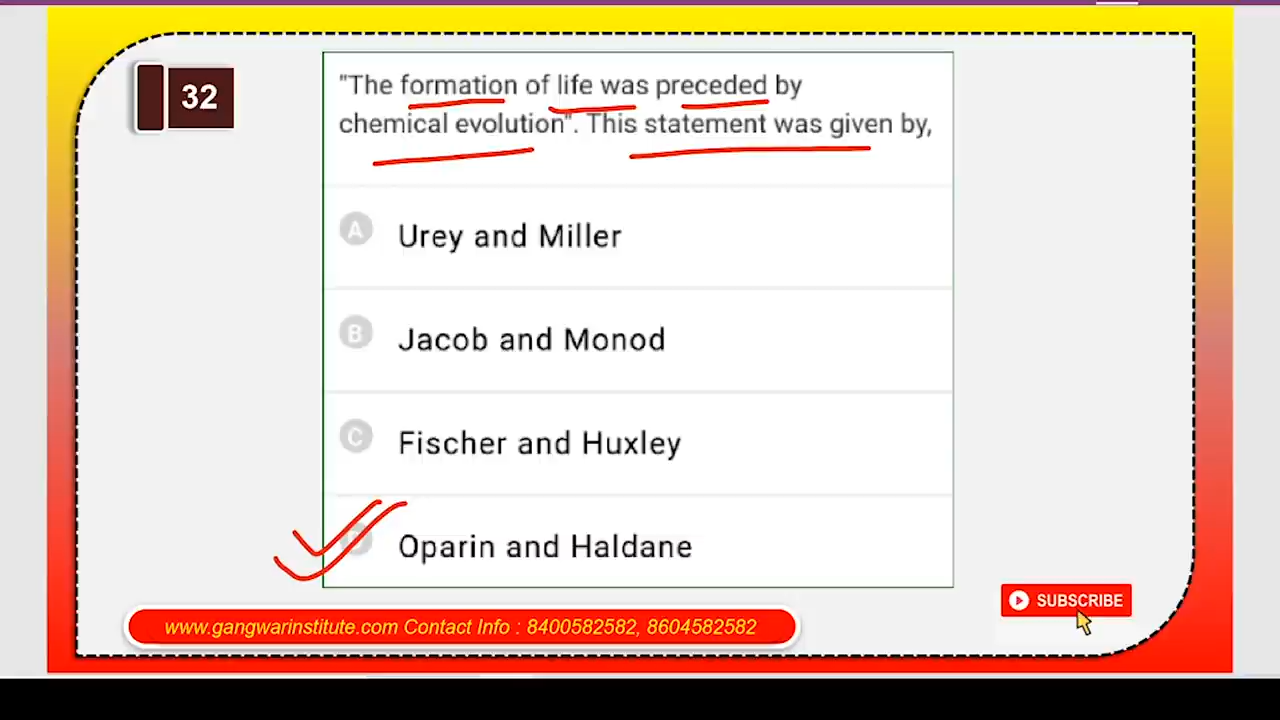 32
"The formation of life was preceded by
chemical evolution". This statement was given by,
A Urey and Miller
B Jacob and Monod
C Fischer and Huxley
Oparin and Haldane
www.gangwarinstitute.com Contact Info : 8400582582, 8604582582
SUBSCRIBE